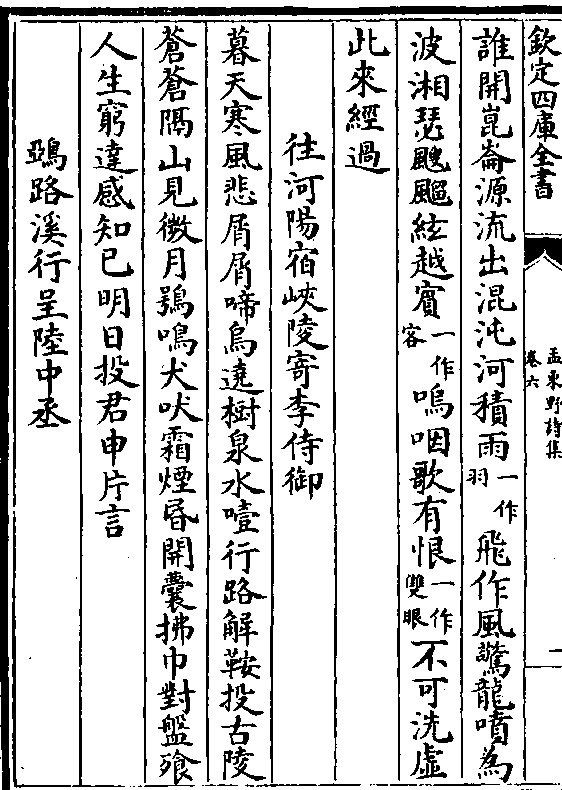 欽定四庫全書
孟東野詩集
卷六
一
誰開崑崙源流出混沌河積雨一作羽飛作風驚龍噴為
波湘瑟颼飀絃越賔一作客嗚咽歌有恨一作雙眼不可洗虛
此來經過
往河陽宿峽陵寄李侍御
暮天寒風悲屑屑啼烏遶樹泉水噎行路解鞍投古陵
蒼蒼隔山見微月鴞鳴犬吠霜煙昏開囊拂巾對盤飱
人生窮達感知已明日投君申片言
鵶路溪行呈陸中丞